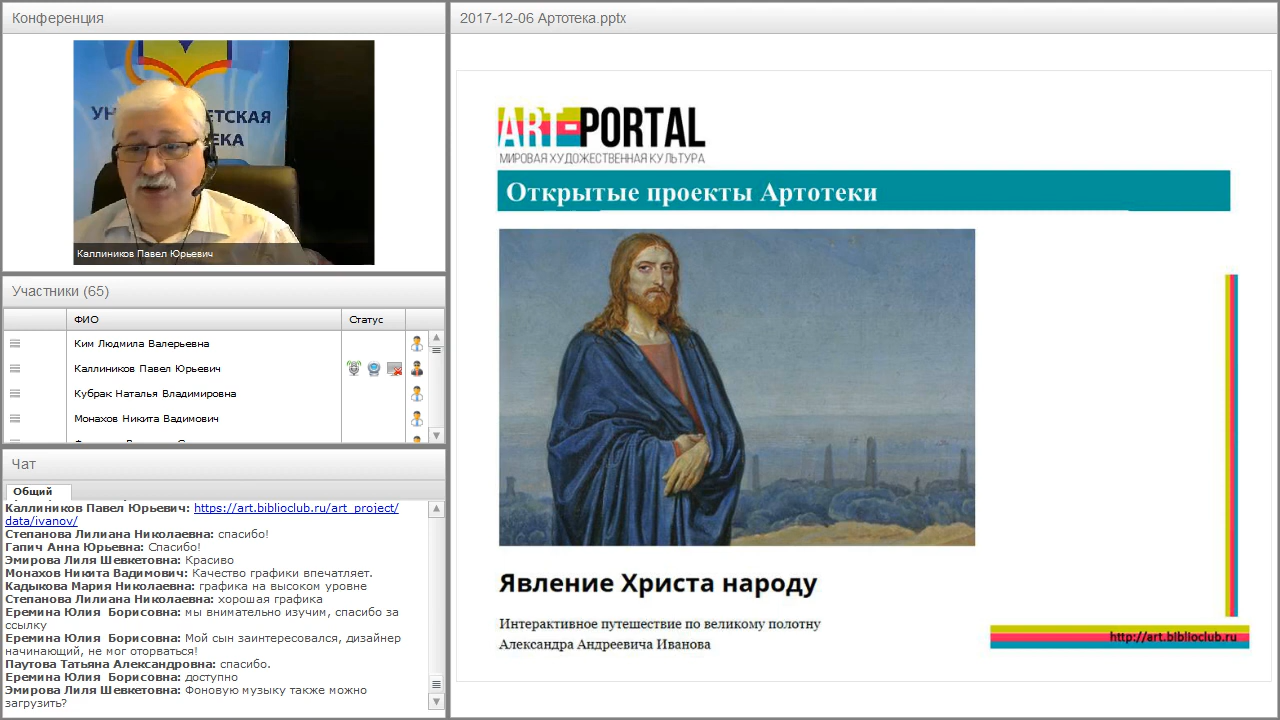 Конференция
УН
ЕТСКАЯ
ЕКА
Каллиников Павел Юрьевич
Участники (65)
ФИО
Статус
Ким Людмила Валерьевна
Каллиников Павел Юрьевич
Кубрак Наталья Владимировна
Монахов Никита Вадимович
Чат
Общий
Каллиников Павел Юрьевич: https://art.biblioclub.ru/art_project/
data/ivanov/
Степанова Лилиана Николаевна: спасибо!
Гапич Анна Юрьевна: Спасибо!
Эмирова Лиля Шевкетовна: Красиво
Монахов Никита Вадимович: Качество графики впечатляет.
Кадыкова Мария Николаевна: графика на высоком уровне
Степанова Лилиана Николаевна: хорошая графика
Еремина Юлия Борисовна: мы внимательно изучим, спасибо за
ссылку
Еремина Юлия Борисовна: Мой сын заинтересовался, дизайнер
начинающий, не мог оторваться!
Паутова Татьяна Александровна: спасибо.
Еремина Юлия Борисовна: доступно
Эмирова Лиля Шевкетовна: Фоновую музыку также можно
загрузить?
2017-12-06 Артотека.pptx
ART-PORTAL
МИРОВАЯ ХУДОЖЕСТВЕННАЯ КУЛЬТУРА
Открытые проекты Артотеки
Явление Христа народу
Интерактивное путешествие по великому полотну
Александра Андреевича Иванова
http://art.biblioclub.ru